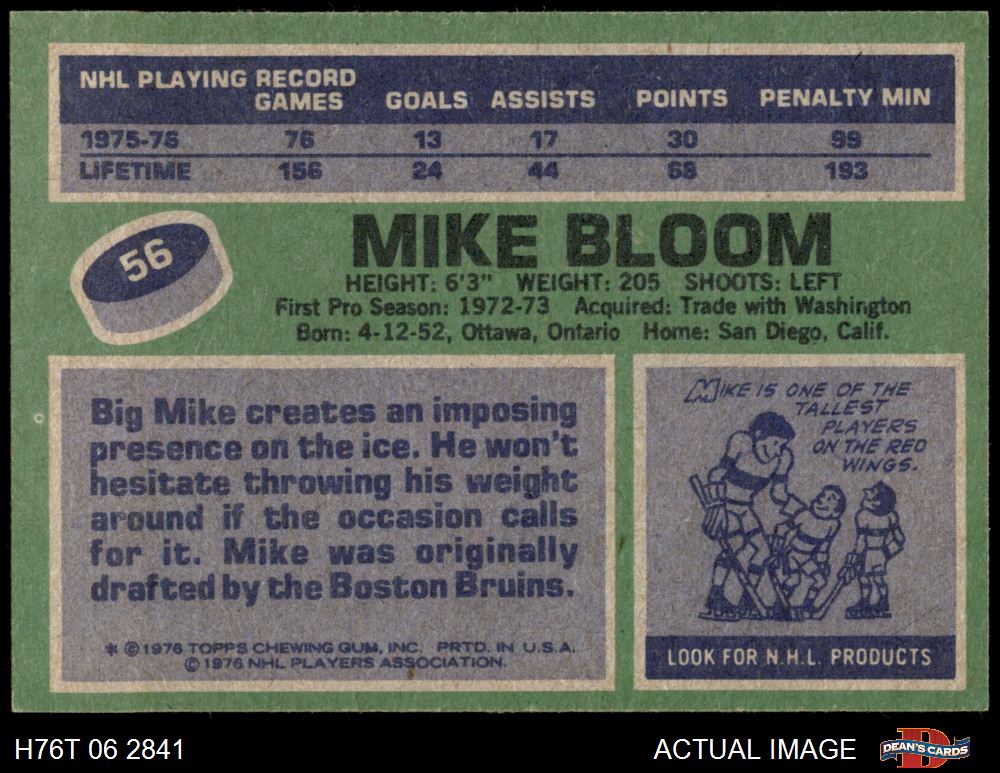 NHL PLAYING RECORD
GAMES GOALS ASSISTS POINTS PENALTY MIN
1975-76 76 13 17 30 99
LIFETIME 156 24 44 68 193
56
MIKE BLOOM
HEIGHT: 6'3" WEIGHT: 205 SHOOTS: LEFT
First Pro Season: 1972-73 Acquired: Trade with Washington
Born: 4-12-52, Ottawa, Ontario Home: San Diego, Calif.
Big Mike creates an imposing
presence on the ice. He won't
hesitate throwing his weight
around if the occasion calls
for it. Mike was originally
drafted by the Boston Bruins.
* © 1976 TOPPS CHEWING GUM, INC. PRTD. IN U.S.A.
© 1976 NHL PLAYERS ASSOCIATION.
MIKE IS ONE OF THE
TALLEST
PLAYERS
ON THE RED
WINGS.
LOOK FOR N.H.L. PRODUCTS
H76T 06 2841
ACTUAL IMAGE
D
DEAN'S CARDS